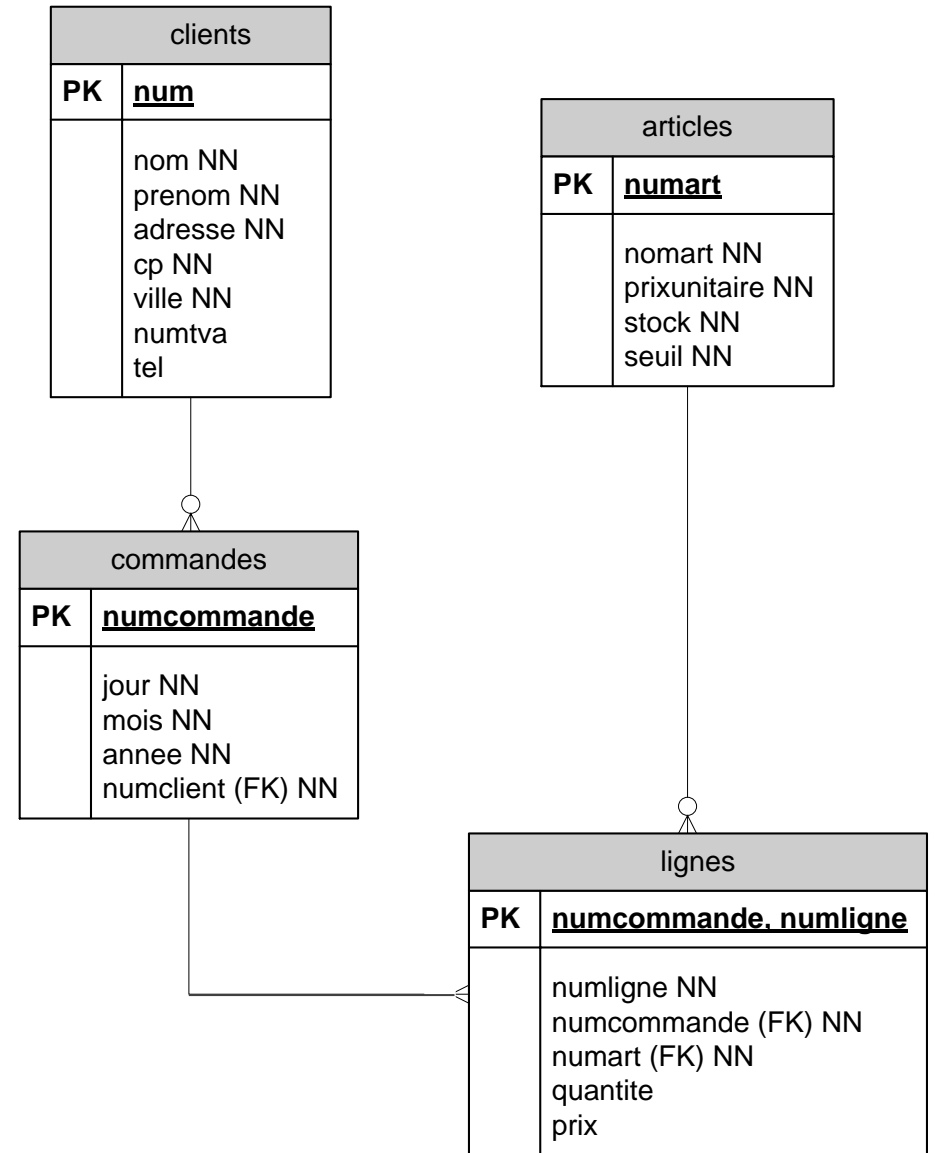 clients
PK num
nom NN
prenom NN
adresse NN
cp NN
ville NN
numtva
tel
articles
PK numart
nomart NN
prixunitaire NN
stock NN
seuil NN
commandes
PK numcommande
jour NN
mois NN
annee NN
numclient (FK) NN
lignes
PK numcommande, numligne
numligne NN
numcommande (FK) NN
numart (FK) NN
quantite
prix